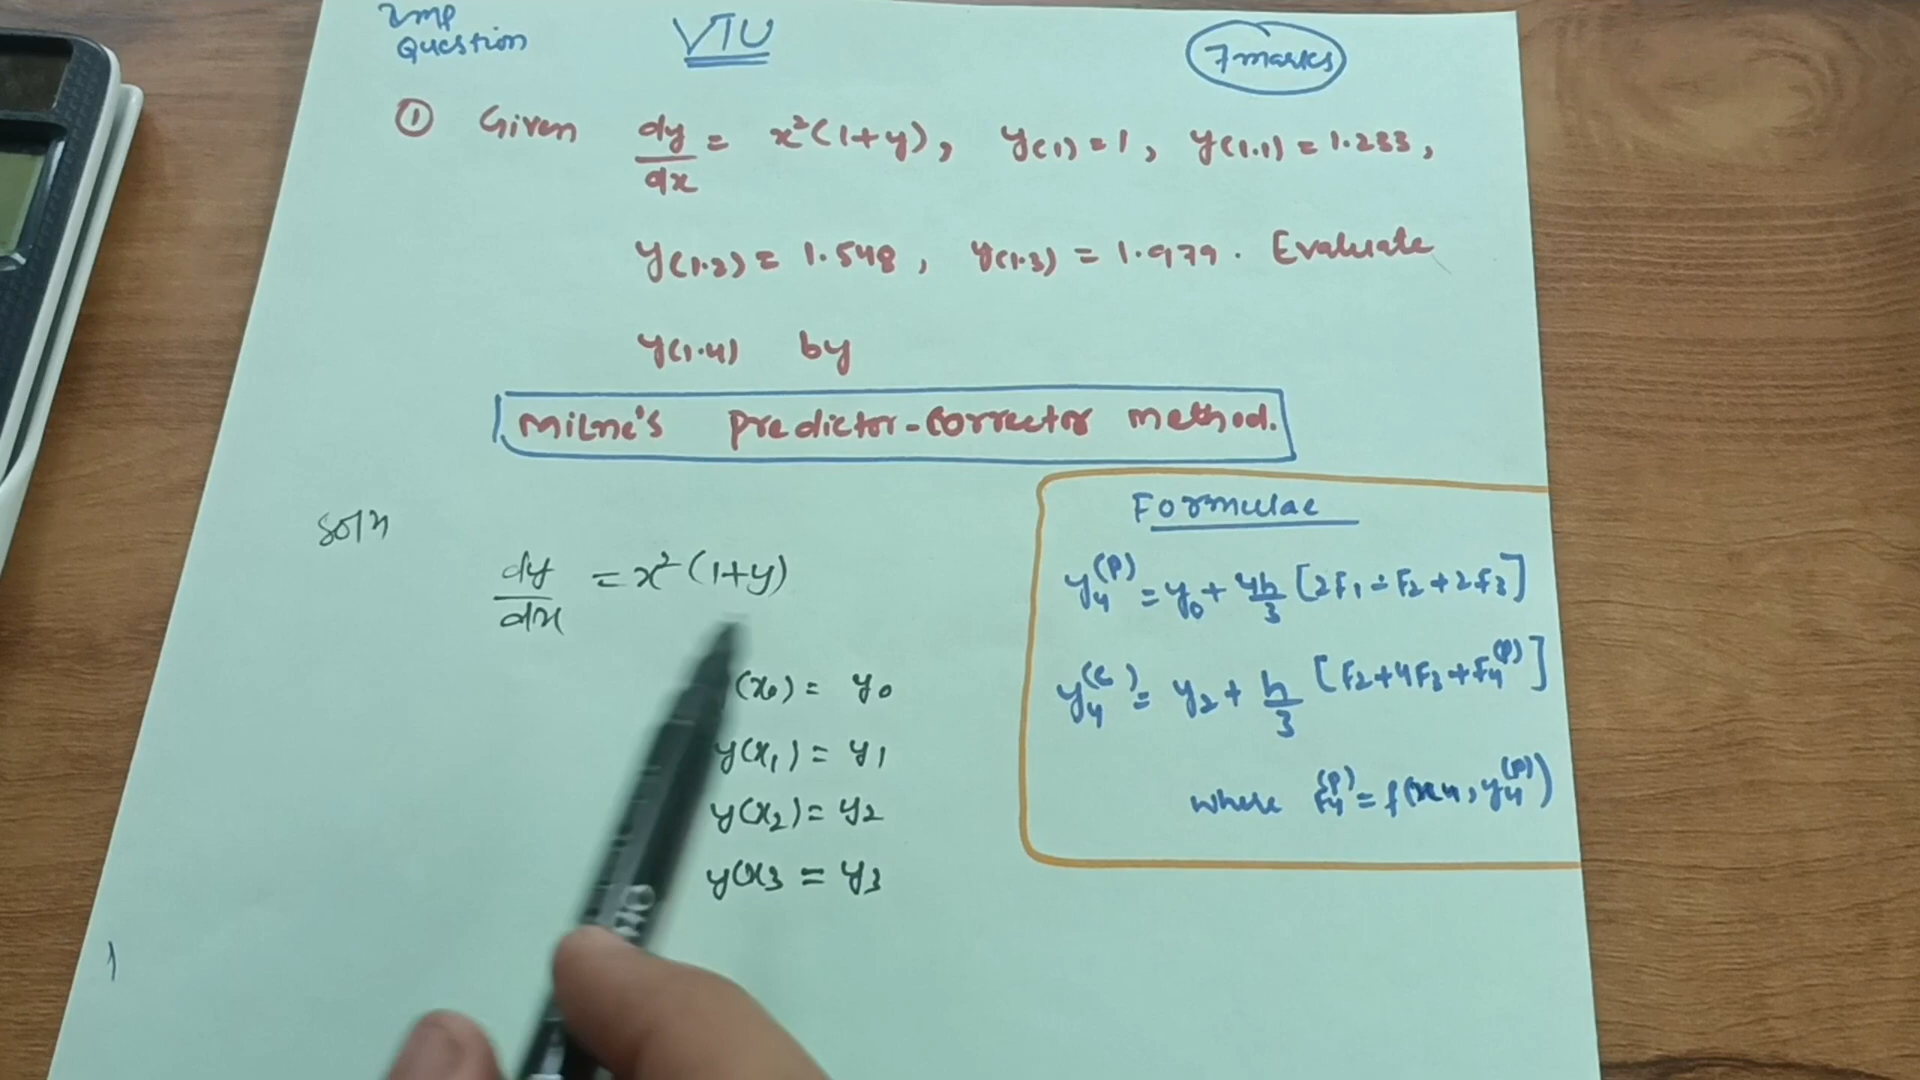 Imp
Question
VTU
7 marks
① Given dy/dx = x²(1+y), y(1) = 1, y(1.1) = 1.233,
y(1.2) = 1.548, y(1.3) = 1.979. Evaluate
y(1.4) by
Milne's Predictor-Corrector method.
Soln
dy/dx = x²(1+y)
(x₀) = y₀
y(x₁) = y₁
y(x₂) = y₂
y(x₃ = y₃
Formulae
y₄⁽ᴾ⁾ = y₀ + 4h/3 [2F₁ - F₂ + 2F₃]
y₄⁽ᶜ⁾ = y₂ + h/3 [F₂ + 4F₃ + F₄⁽ᴾ⁾]
where F₄⁽ᴾ⁾ = f(x₄, y₄⁽ᴾ⁾)